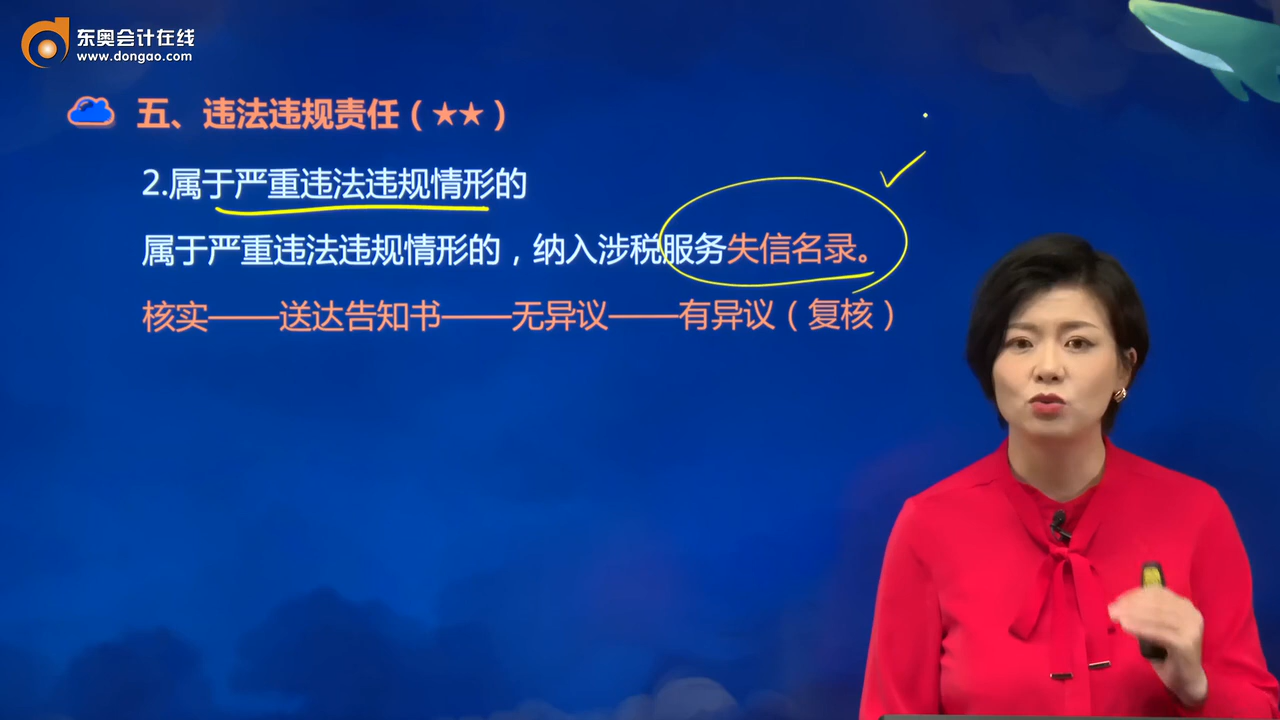 东奥会计在线
www.dongao.com
五、违法违规责任（★★）
2.属于严重违法违规情形的
属于严重违法违规情形的，纳入涉税服务失信名录。
核实——送达告知书——无异议——有异议（复核）